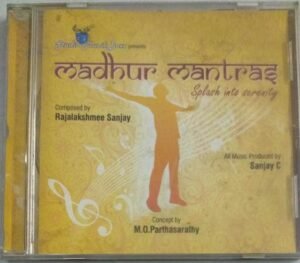 presents
madhur mantras
Splash into serenity
Composed by
Rajalakshmee Sanjay
All Music Produced by
Sanjay C
Concept by
M.O.Parthasarathy